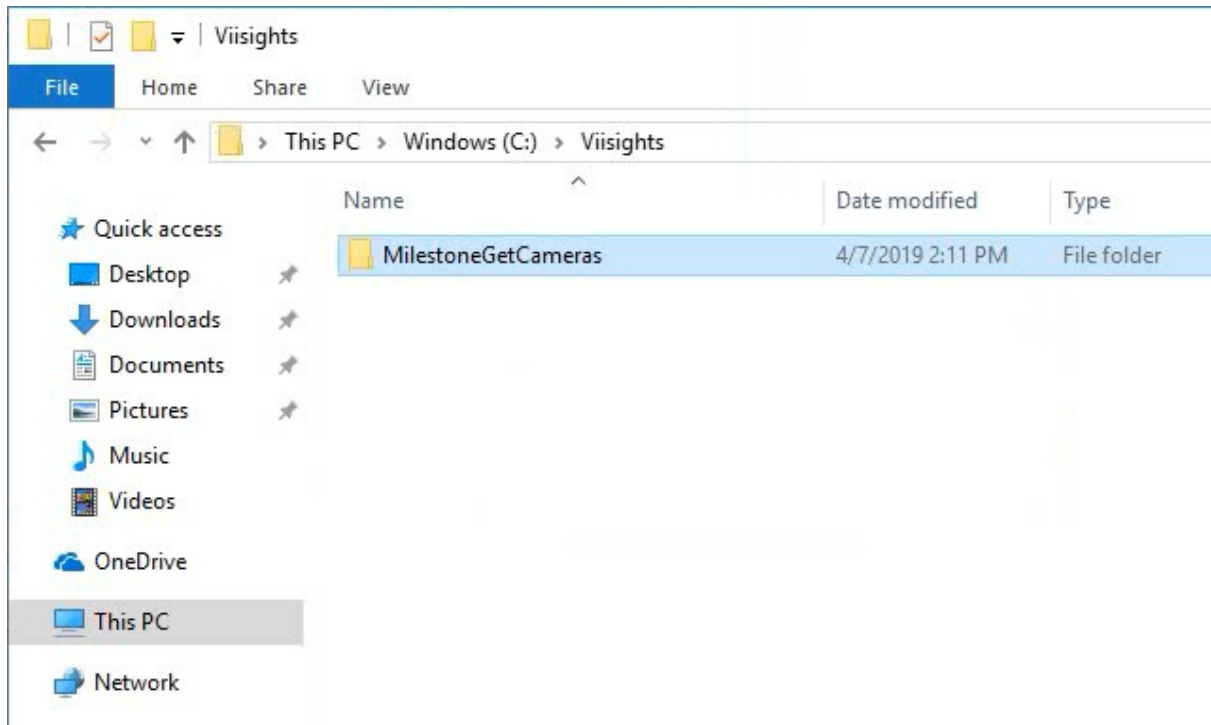 Viisights
File Home Share View
This PC > Windows (C:) > Viisights
Name Date modified Type
Quick access
MilestoneGetCameras 4/7/2019 2:11 PM File folder
Desktop
Downloads
Documents
Pictures
Music
Videos
OneDrive
This PC
Network